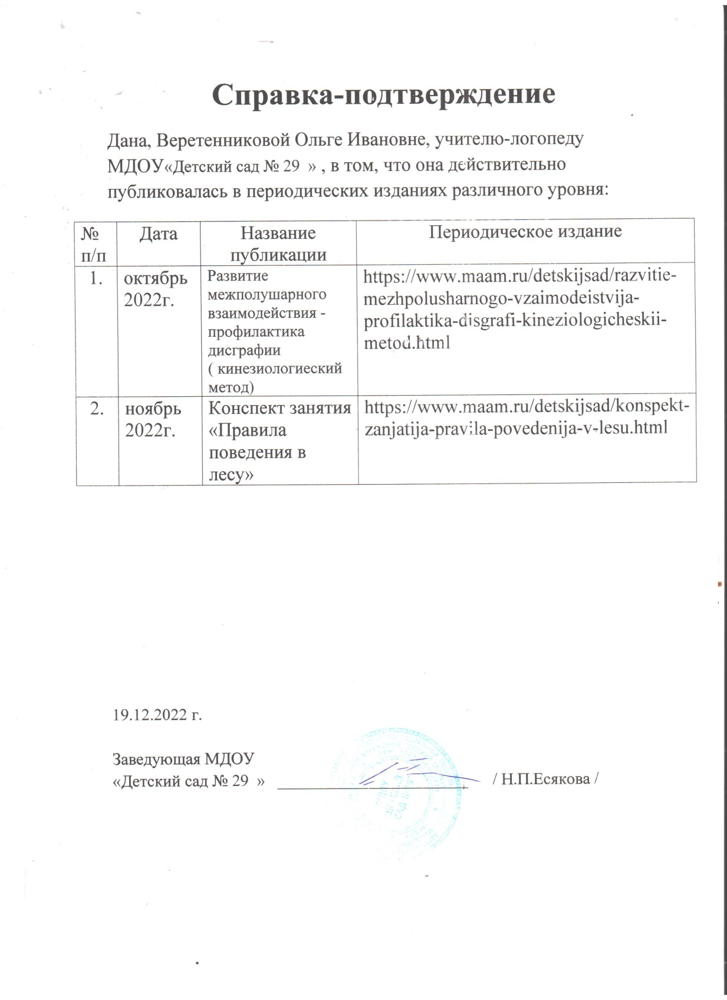 Справка-подтверждение
Дана, Веретенниковой Ольге Ивановне, учителю-логопеду
МДОУ«Детский сад № 29  » , в том, что она действительно
публиковалась в периодических изданиях различного уровня:
№ п/п
Дата
Название
публикации
Периодическое издание
1.
октябрь
2022г.
Развитие
межполушарного
взаимодействия -
профилактика
дисграфии
( кинезиологиеский
метод)
https://www.maam.ru/detskijsad/razvitie-
mezhpolusharnogo-vzaimodeistvija-
profilaktika-disgrafi-kineziologicheskii-
metod.html
2.
ноябрь
2022г.
Конспект занятия
«Правила
поведения в
лесу»
https://www.maam.ru/detskijsad/konspekt-
zanjatija-pravila-povedenija-v-lesu.html
19.12.2022 г.
Заведующая МДОУ
«Детский сад № 29  » / Н.П.Есякова /
МДОУ
ДЕТСКИЙ
САД